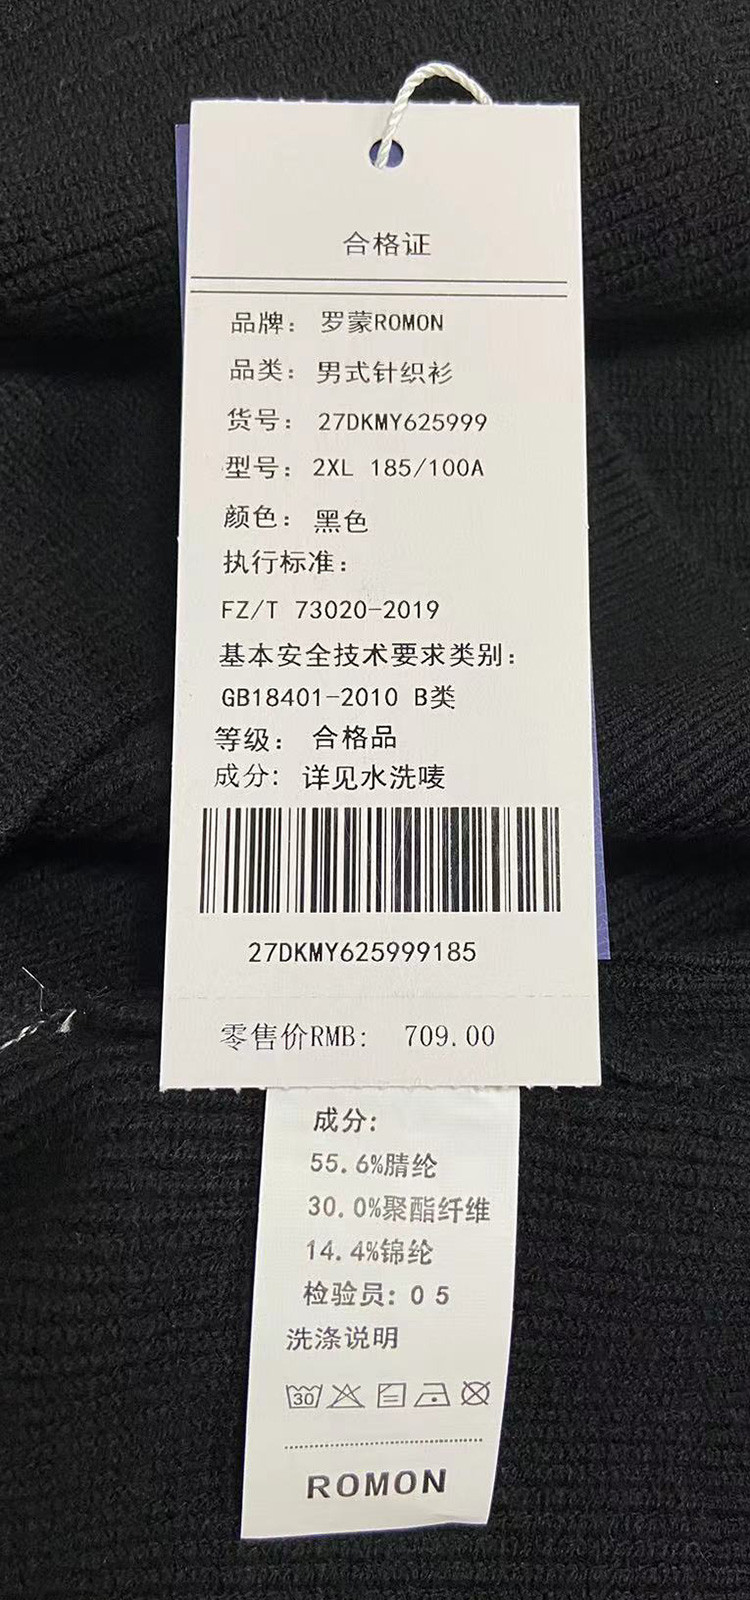 合格证
品牌： 罗蒙ROMON
品类： 男式针织衫
货号： 27DKMY625999
型号： 2XL 185/100A
颜色： 黑色
执行标准：
FZ/T 73020-2019
基本安全技术要求类别：
GB18401-2010 B类
等级： 合格品
成分: 详见水洗唛
27DKMY625999185
零售价RMB: 709.00
成分:
55.6%腈纶
30.0%聚酯纤维
14.4%锦纶
检验员: 0 5
洗涤说明
30
ROMON